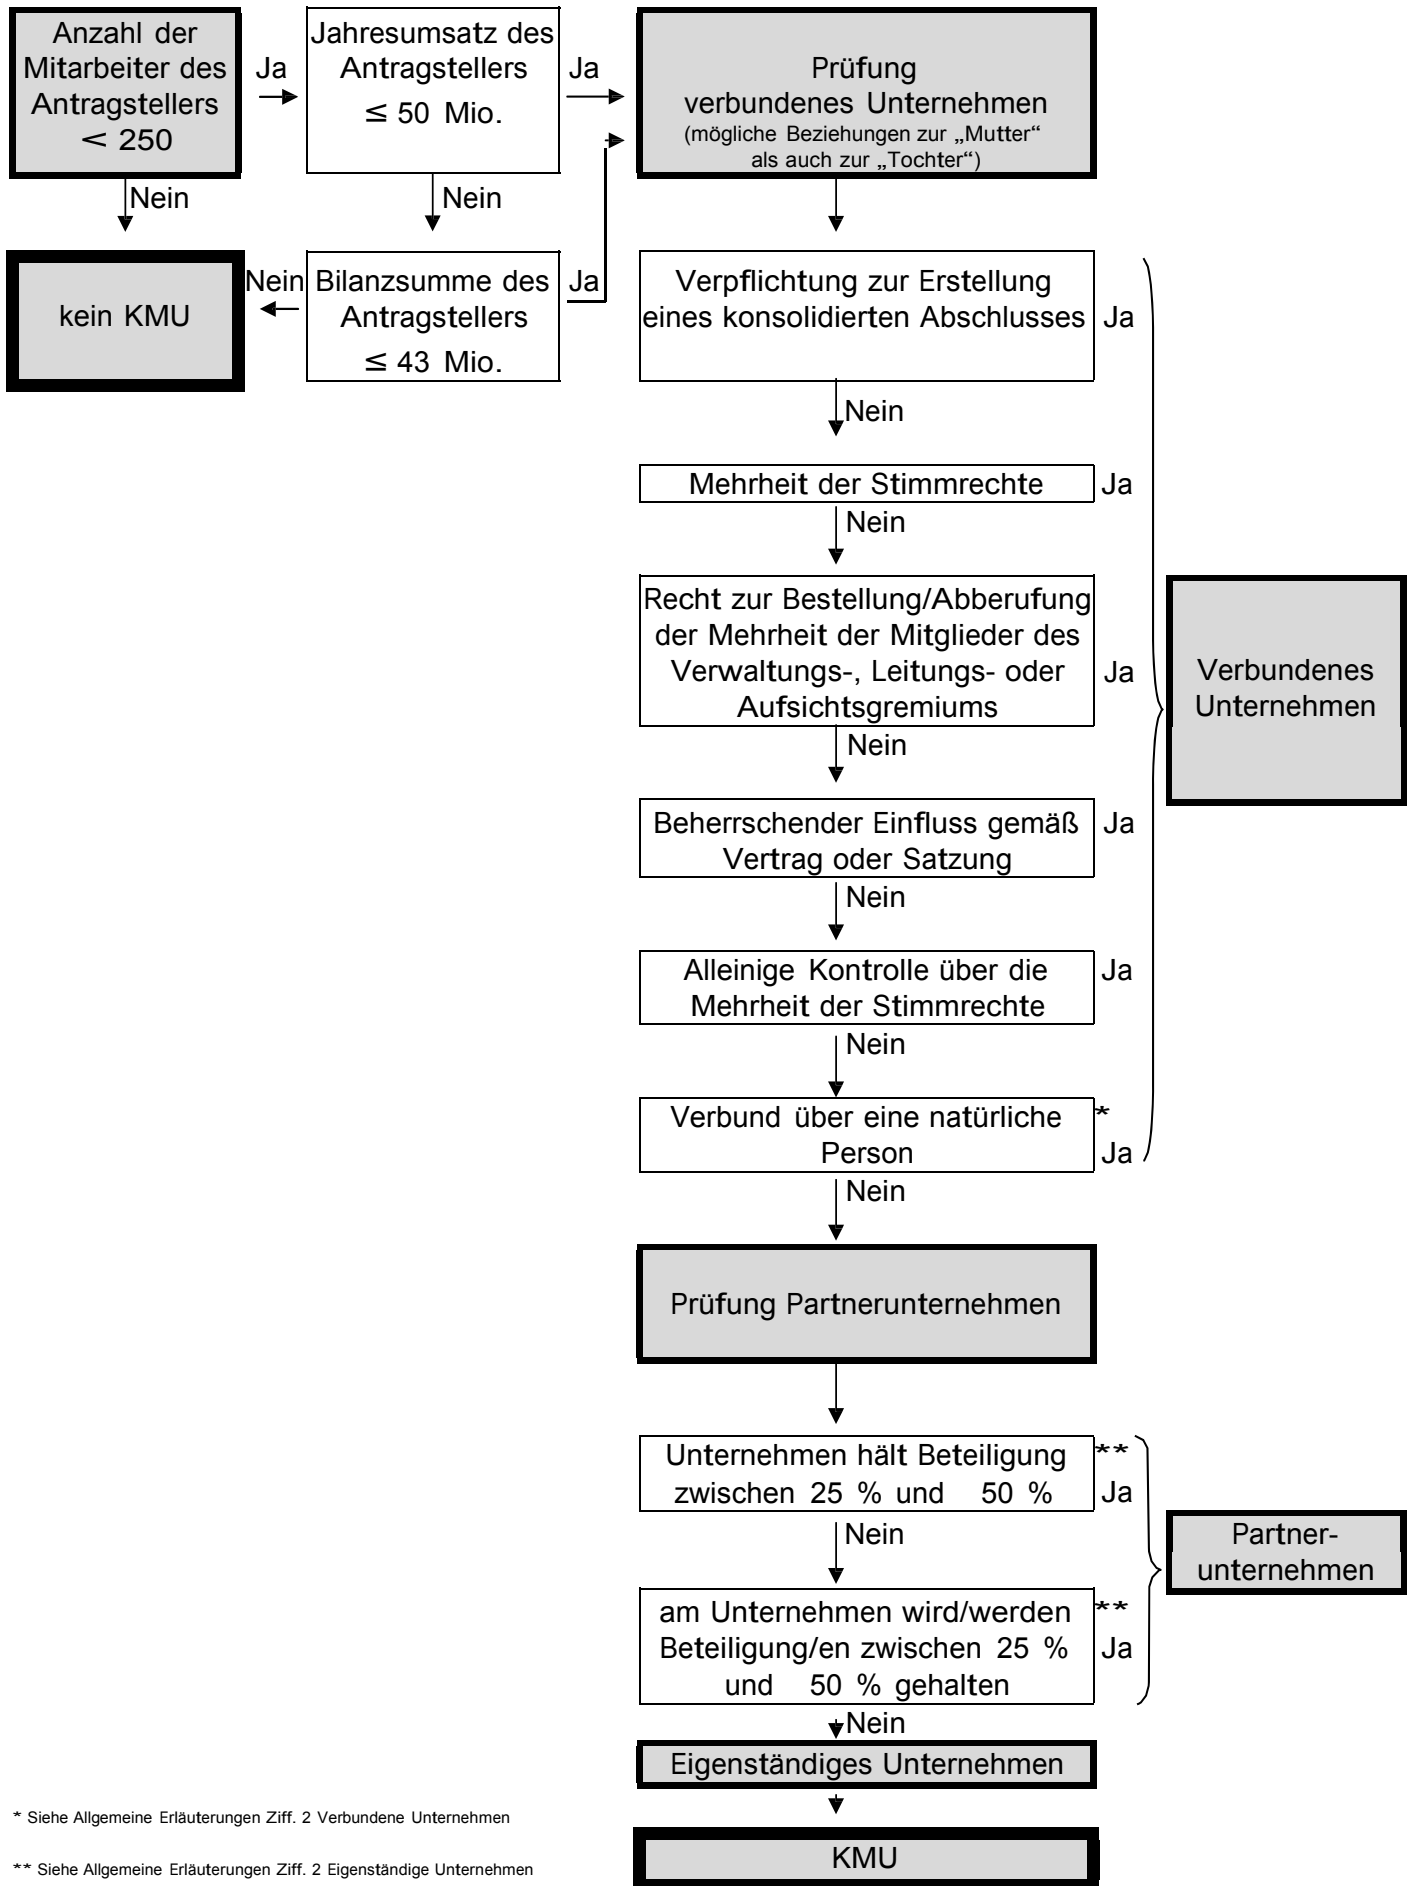 Anzahl der
Mitarbeiter des
Antragstellers
< 250
Ja
Jahresumsatz des
Antragstellers
≤ 50 Mio.
Ja
Prüfung
verbundenes Unternehmen
(mögliche Beziehungen zur „Mutter“
als auch zur „Tochter“)
Nein
Nein
kein KMU
Nein
Bilanzsumme des
Antragstellers
≤ 43 Mio.
Ja
Verpflichtung zur Erstellung
eines konsolidierten Abschlusses
Ja
Nein
Mehrheit der Stimmrechte
Ja
Nein
Recht zur Bestellung/Abberufung
der Mehrheit der Mitglieder des
Verwaltungs-, Leitungs- oder
Aufsichtsgremiums
Ja
Verbundenes
Unternehmen
Nein
Beherrschender Einfluss gemäß
Vertrag oder Satzung
Ja
Nein
Alleinige Kontrolle über die
Mehrheit der Stimmrechte
Ja
Nein
Verbund über eine natürliche
Person
*
Ja
Nein
Prüfung Partnerunternehmen
Unternehmen hält Beteiligung
zwischen 25 % und 50 %
**
Ja
Nein
Partner-
unternehmen
am Unternehmen wird/werden
Beteiligung/en zwischen 25 %
und 50 % gehalten
**
Ja
Nein
Eigenständiges Unternehmen
KMU
* Siehe Allgemeine Erläuterungen Ziff. 2 Verbundene Unternehmen
** Siehe Allgemeine Erläuterungen Ziff. 2 Eigenständige Unternehmen